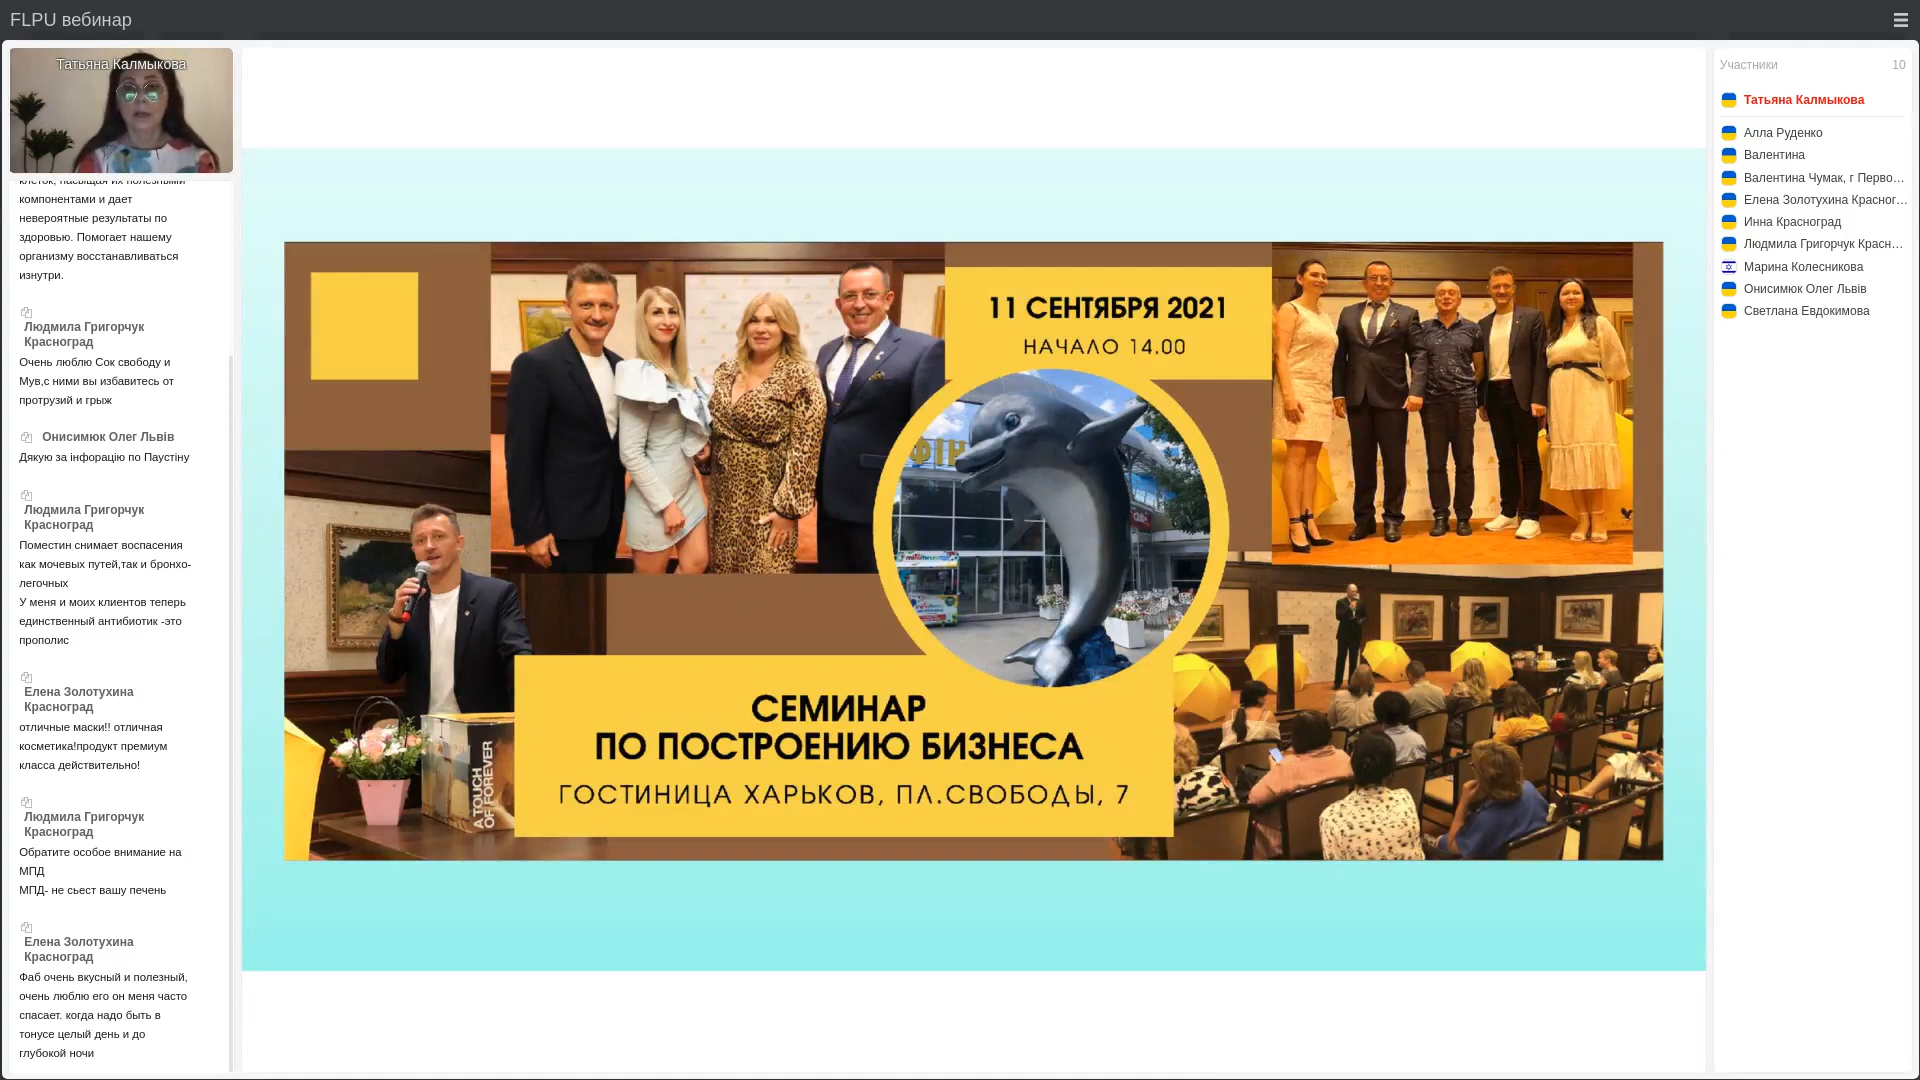 FLPU вебинар
Татьяна Калмыкова
клеток, насыщая их полезными
компонентами и дает
невероятные результаты по
здоровью. Помогает нашему
организму восстанавливаться
изнутри.
Людмила Григорчук
Красноград
Очень люблю Сок свободу и
Мув,с ними вы избавитесь от
протрузий и грыж
Онисимюк Олег Львів
Дякую за інфорацію по Паустіну
Людмила Григорчук
Красноград
Поместин снимает воспасения
как мочевых путей,так и бронхо-
легочных
У меня и моих клиентов теперь
единственный антибиотик -это
прополис
Елена Золотухина
Красноград
отличные маски!! отличная
косметика!продукт премиум
класса действительно!
Людмила Григорчук
Красноград
Обратите особое внимание на
МПД
МПД- не сьест вашу печень
Елена Золотухина
Красноград
Фаб очень вкусный и полезный,
очень люблю его он меня часто
спасает. когда надо быть в
тонусе целый день и до
глубокой ночи
11 СЕНТЯБРЯ 2021
НАЧАЛО 14.00
ФІН
A TOUCH
OF FOREVER
СЕМИНАР
ПО ПОСТРОЕНИЮ БИЗНЕСА
ГОСТИНИЦА ХАРЬКОВ, ПЛ.СВОБОДЫ, 7
Участники 10
Татьяна Калмыкова
Алла Руденко
Валентина
Валентина Чумак, г Перво…
Елена Золотухина Красног…
Инна Красноград
Людмила Григорчук Красн…
Марина Колесникова
Онисимюк Олег Львів
Светлана Евдокимова